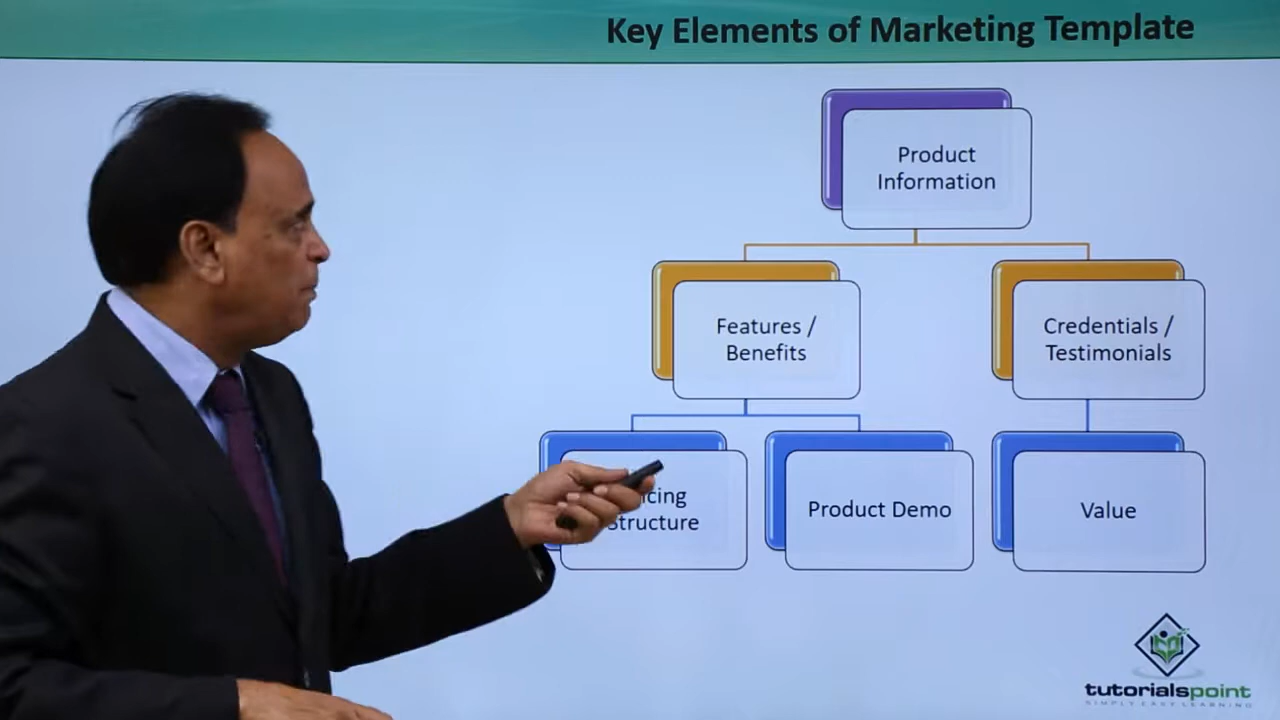 Key Elements of Marketing Template
Product
Information
Features /
Benefits
Credentials /
Testimonials
Structure
Product Demo
Value
tutorialspoint
SIMPLY EASY LEARNING